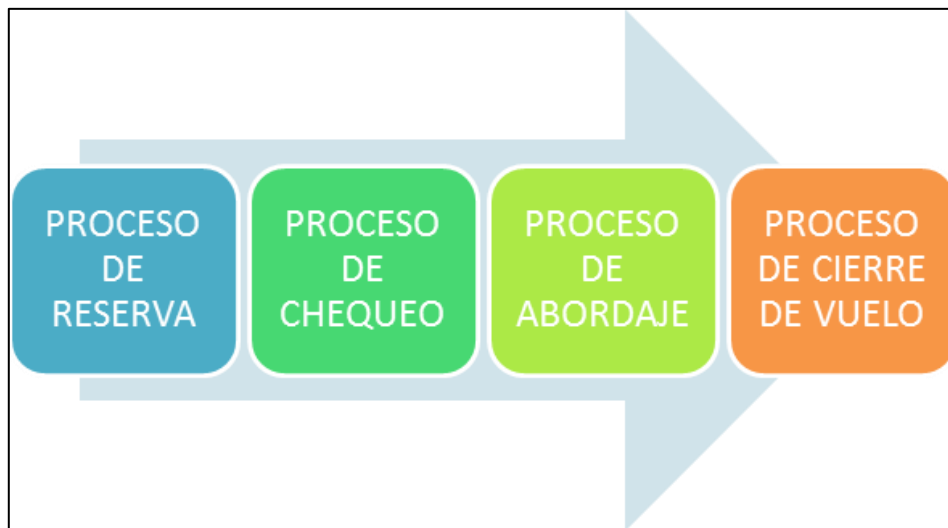 PROCESO
DE
RESERVA
PROCESO
DE
CHEQUEO
PROCESO
DE
ABORDAJE
PROCESO
DE CIERRE
DE VUELO